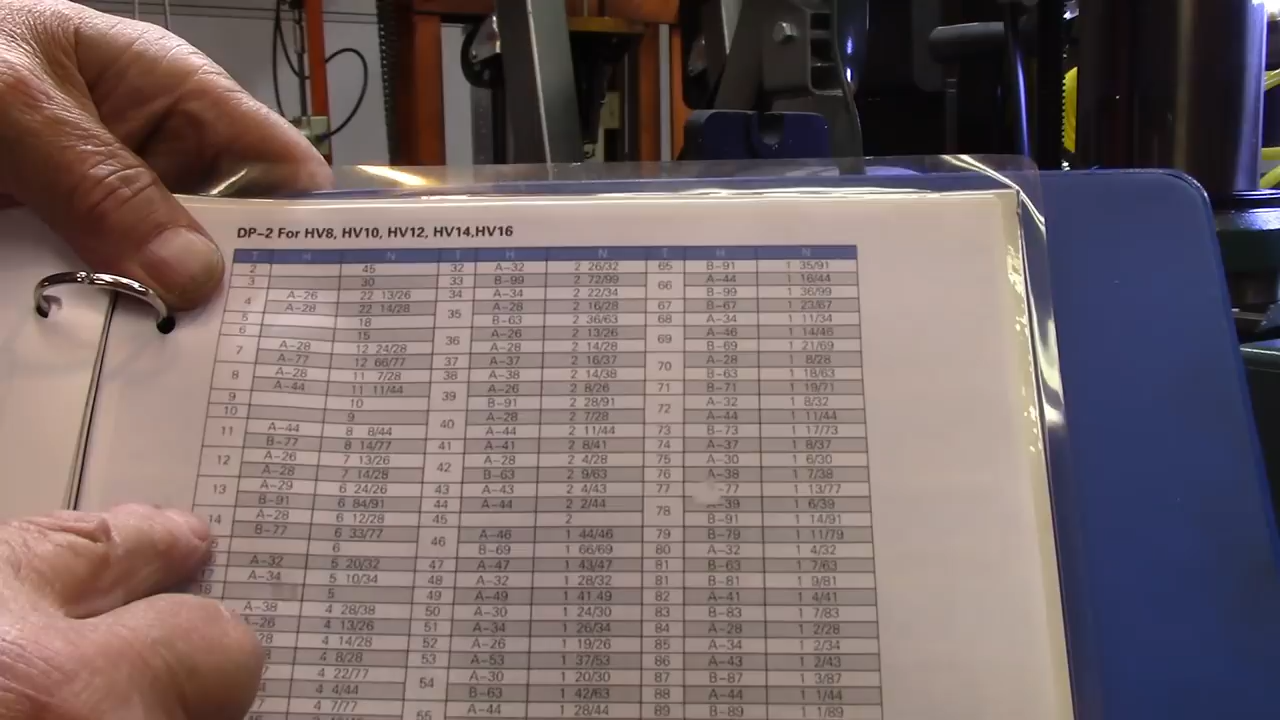 DP-2 For HV8, HV10, HV12, HV14,HV16
T H N T H N T H N
2 45
3 30
4 A-26 22 13/26
A-28 22 14/28
5 18
6 15
7 A-28 12 24/28
A-77 12 66/77
8 A-28 11 7/28
A-44 11 11/44
9 10
10 9
11 A-44 8 8/44
B-77 8 14/77
12 A-26 7 13/26
A-28 7 14/28
13 A-29 6 24/26
B-91 6 84/91
14 A-28 6 12/28
B-77 6 33/77
6
A-32 5 20/32
A-34 5 10/34
18 5
A-38 4 28/38
4 13/26
4 14/28
4 8/28
4 22/77
4 4/44
4 7/77
32 A-32 2 26/32
33 B-99 2 72/99
34 A-34 2 22/34
35 A-28 2 16/28
B-63 2 36/63
36 A-26 2 13/26
A-28 2 14/28
37 A-37 2 16/37
38 A-38 2 14/38
39 A-26 2 8/26
B-91 2 28/91
40 A-28 2 7/28
A-44 2 11/44
41 A-41 2 8/41
42 A-28 2 4/28
B-63 2 9/63
43 A-43 2 4/43
44 A-44 2 2/44
45 2
46 A-46 1 44/46
B-69 1 66/69
47 A-47 1 43/47
48 A-32 1 28/32
49 A-49 1 41.49
50 A-30 1 24/30
51 A-34 1 26/34
52 A-26 1 19/26
53 A-53 1 37/53
54 A-30 1 20/30
B-63 1 42/63
55 A-44 1 28/44
65 B-91 1 35/91
66 A-44 1 16/44
B-99 1 36/99
67 B-67 1 23/67
68 A-34 1 11/34
69 A-46 1 14/46
B-69 1 21/69
70 A-28 1 8/28
B-63 1 18/63
71 B-71 1 19/71
72 A-32 1 8/32
A-44 1 11/44
73 B-73 1 17/73
74 A-37 1 8/37
75 A-30 1 6/30
76 A-38 1 7/38
77 -77 1 13/77
78 A-39 1 6/39
B-91 1 14/91
79 B-79 1 11/79
80 A-32 1 4/32
81 B-63 1 7/63
81 B-81 1 9/81
82 A-41 1 4/41
83 B-83 1 7/83
84 A-28 1 2/28
85 A-34 1 2/34
86 A-43 1 2/43
87 B-87 1 3/87
88 A-44 1 1/44
89 B-89 1 1/89